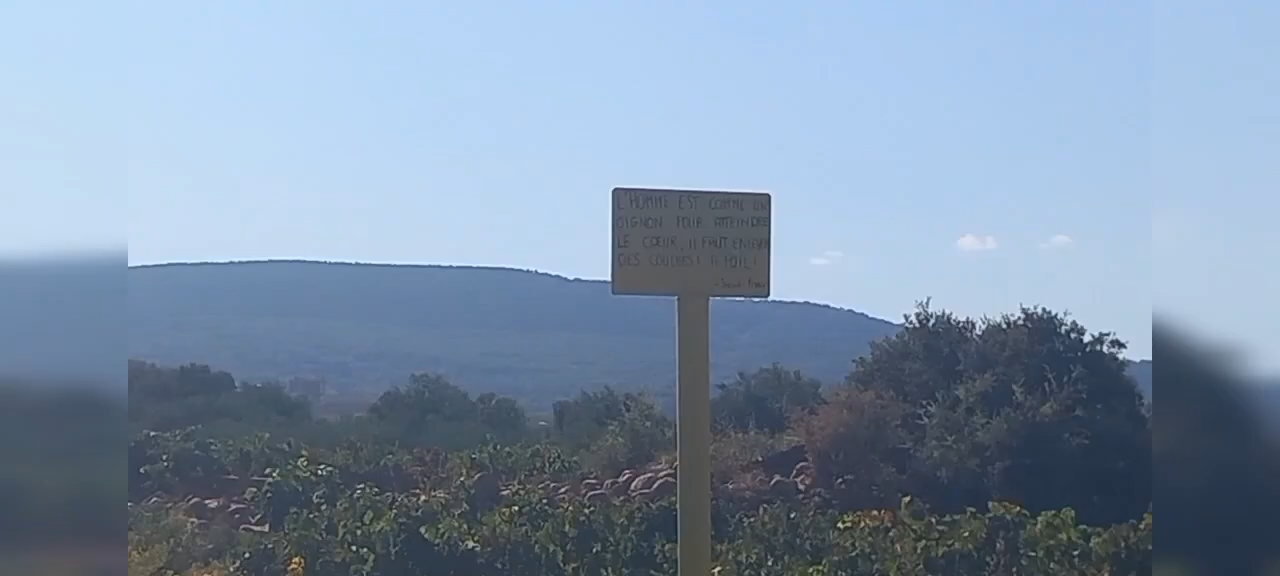 L'HOMME EST COMME UN
OIGNON POUR ATTEINDRE
LE COEUR, IL FAUT ENLEVER
DES COUCHES! A POIL!